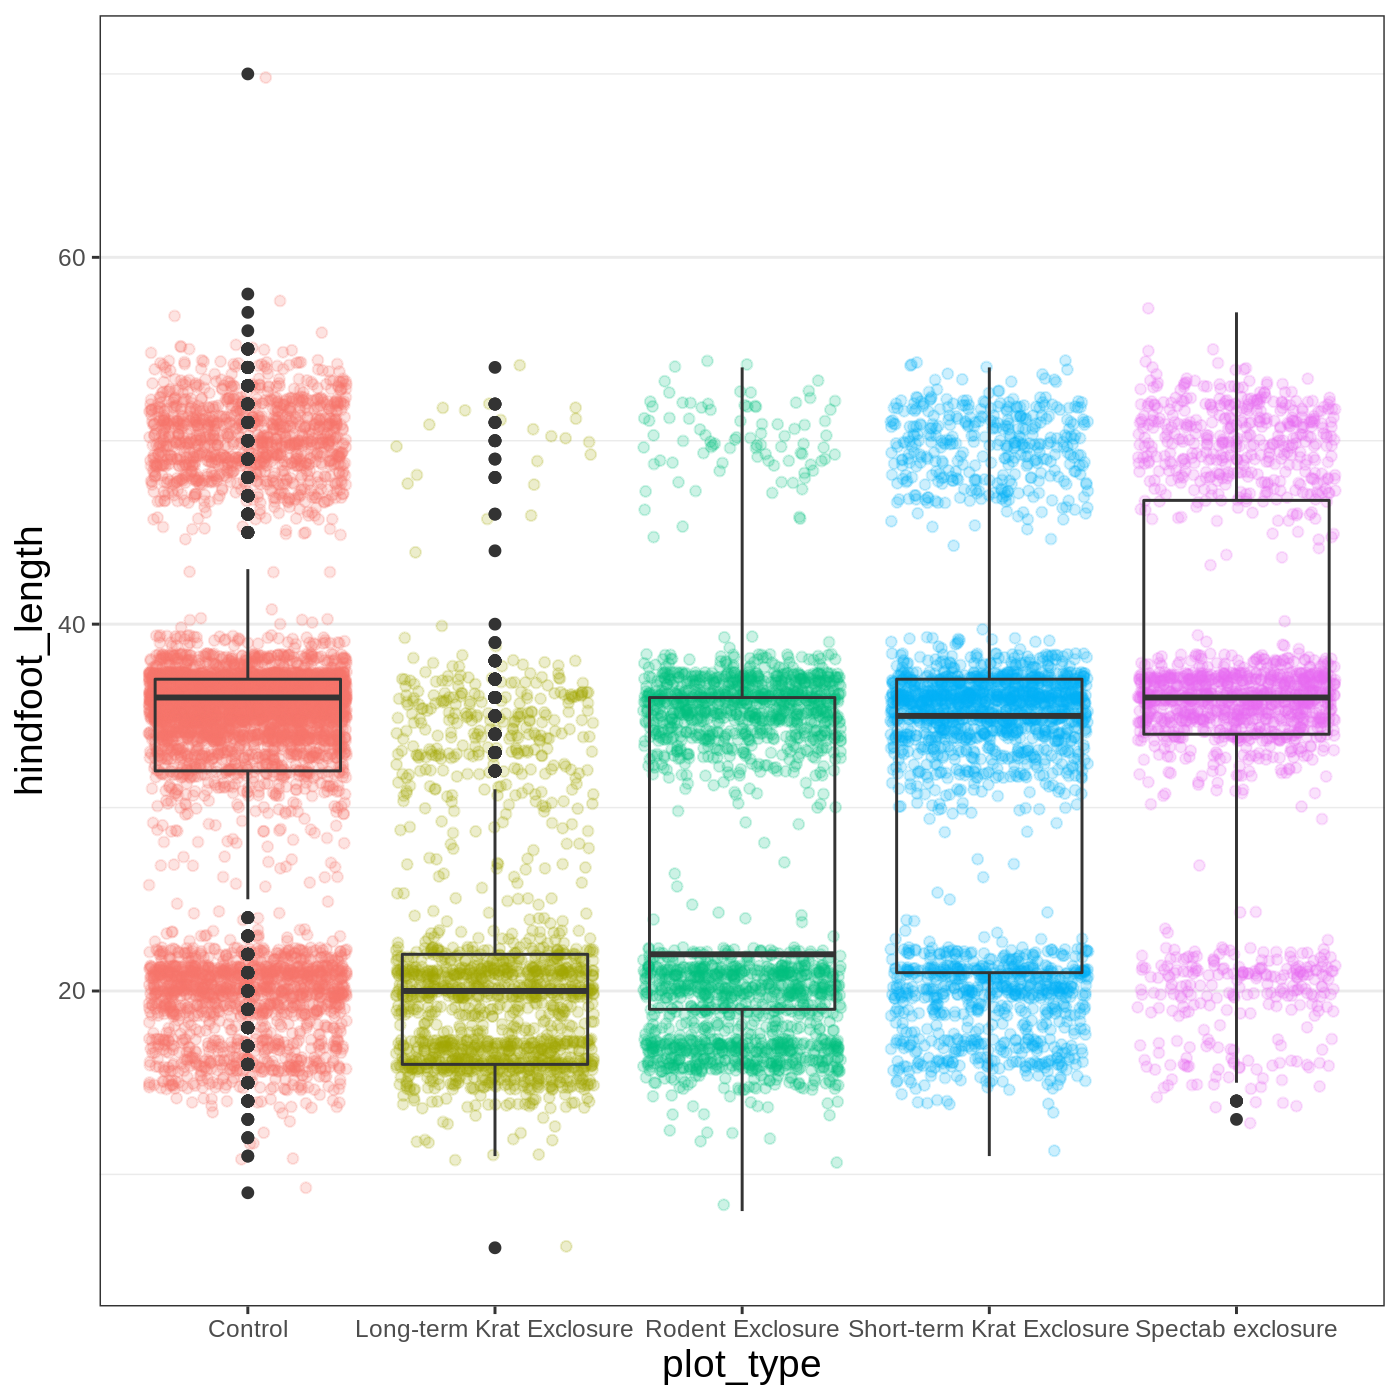 hindfoot_length
60
40
20
Control
Long-term Krat Exclosure
Rodent Exclosure
Short-term Krat Exclosure
Spectab exclosure
plot_type